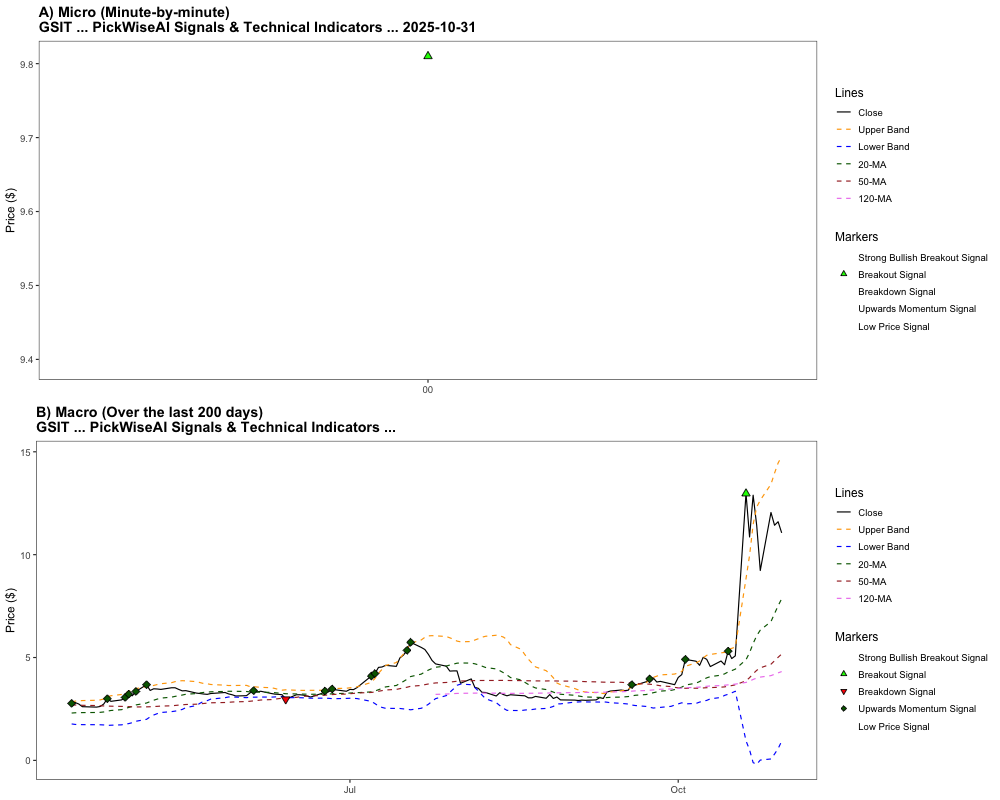 A) Micro (Minute-by-minute)
GSIT ... PickWiseAI Signals & Technical Indicators ... 2025-10-31
9.8
9.7
9.6
9.5
9.4
Price ($)
00
Lines
Close
Upper Band
Lower Band
20-MA
50-MA
120-MA
Markers
Strong Bullish Breakout Signal
Breakout Signal
Breakdown Signal
Upwards Momentum Signal
Low Price Signal
B) Macro (Over the last 200 days)
GSIT ... PickWiseAI Signals & Technical Indicators ...
15
10
5
0
Price ($)
Jul
Oct
Lines
Close
Upper Band
Lower Band
20-MA
50-MA
120-MA
Markers
Strong Bullish Breakout Signal
Breakout Signal
Breakdown Signal
Upwards Momentum Signal
Low Price Signal